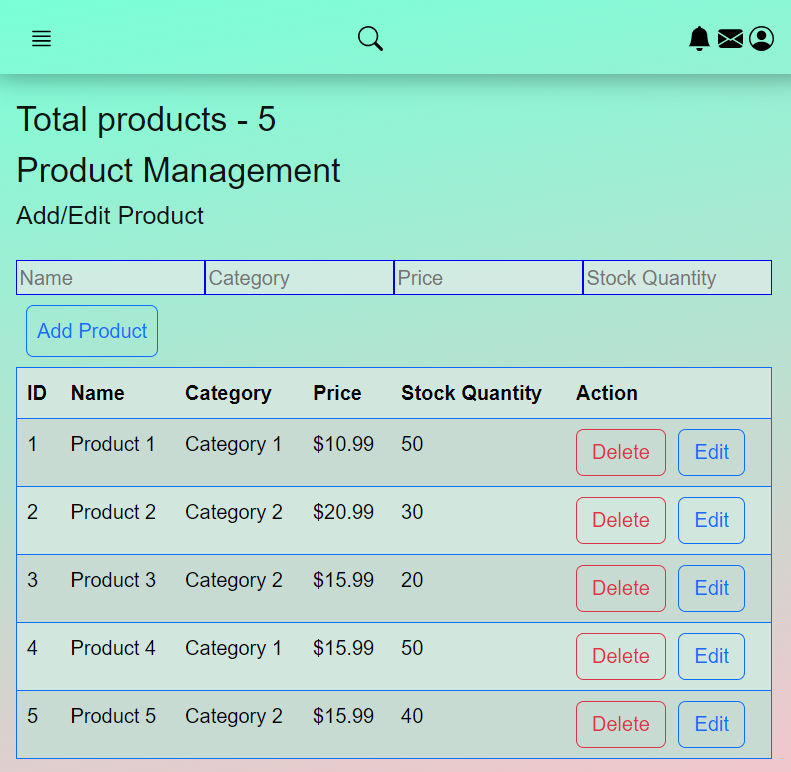 Total products - 5
Product Management
Add/Edit Product
Name Category Price Stock Quantity
Add Product
ID Name Category Price Stock Quantity Action
1 Product 1 Category 1 $10.99 50 Delete Edit
2 Product 2 Category 2 $20.99 30 Delete Edit
3 Product 3 Category 2 $15.99 20 Delete Edit
4 Product 4 Category 1 $15.99 50 Delete Edit
5 Product 5 Category 2 $15.99 40 Delete Edit